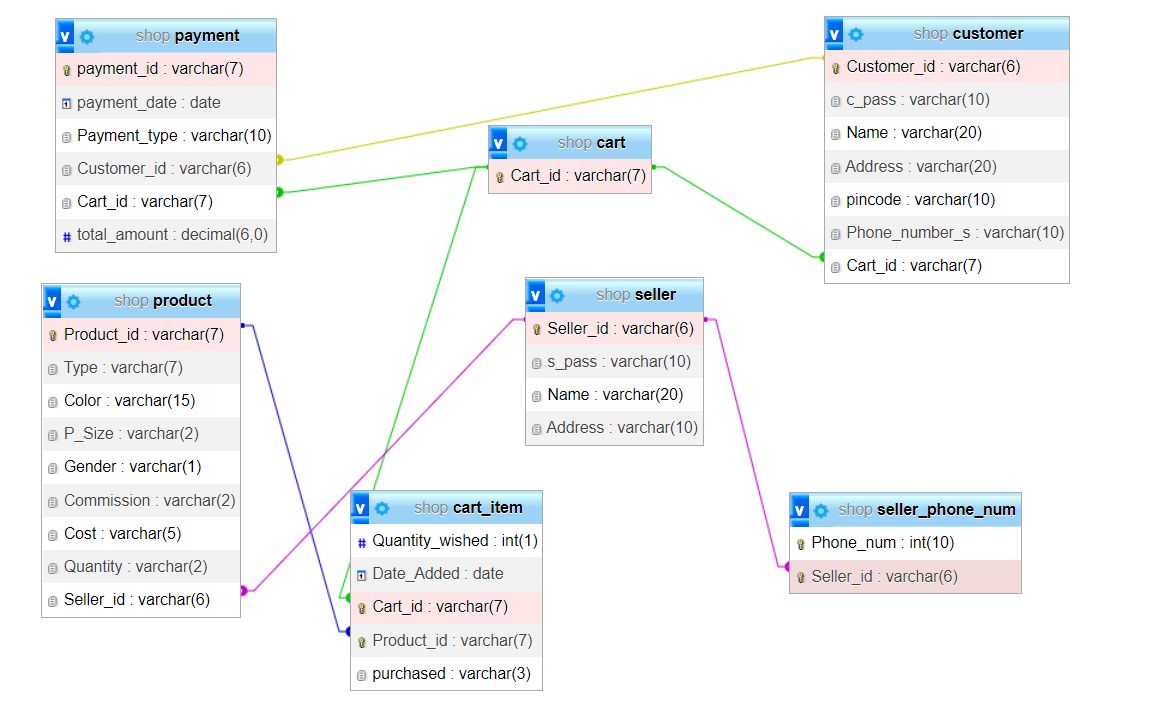 v shop payment
payment_id : varchar(7)
payment_date : date
Payment_type : varchar(10)
Customer_id : varchar(6)
Cart_id : varchar(7)
# total_amount : decimal(6,0)
v shop cart
Cart_id : varchar(7)
v shop customer
Customer_id : varchar(6)
c_pass : varchar(10)
Name : varchar(20)
Address : varchar(20)
pincode : varchar(10)
Phone_number_s : varchar(10)
Cart_id : varchar(7)
v shop product
Product_id : varchar(7)
Type : varchar(7)
Color : varchar(15)
P_Size : varchar(2)
Gender : varchar(1)
Commission : varchar(2)
Cost : varchar(5)
Quantity : varchar(2)
Seller_id : varchar(6)
v shop seller
Seller_id : varchar(6)
s_pass : varchar(10)
Name : varchar(20)
Address : varchar(10)
v shop cart_item
# Quantity_wished : int(1)
Date_Added : date
Cart_id : varchar(7)
Product_id : varchar(7)
purchased : varchar(3)
v shop seller_phone_num
Phone_num : int(10)
Seller_id : varchar(6)